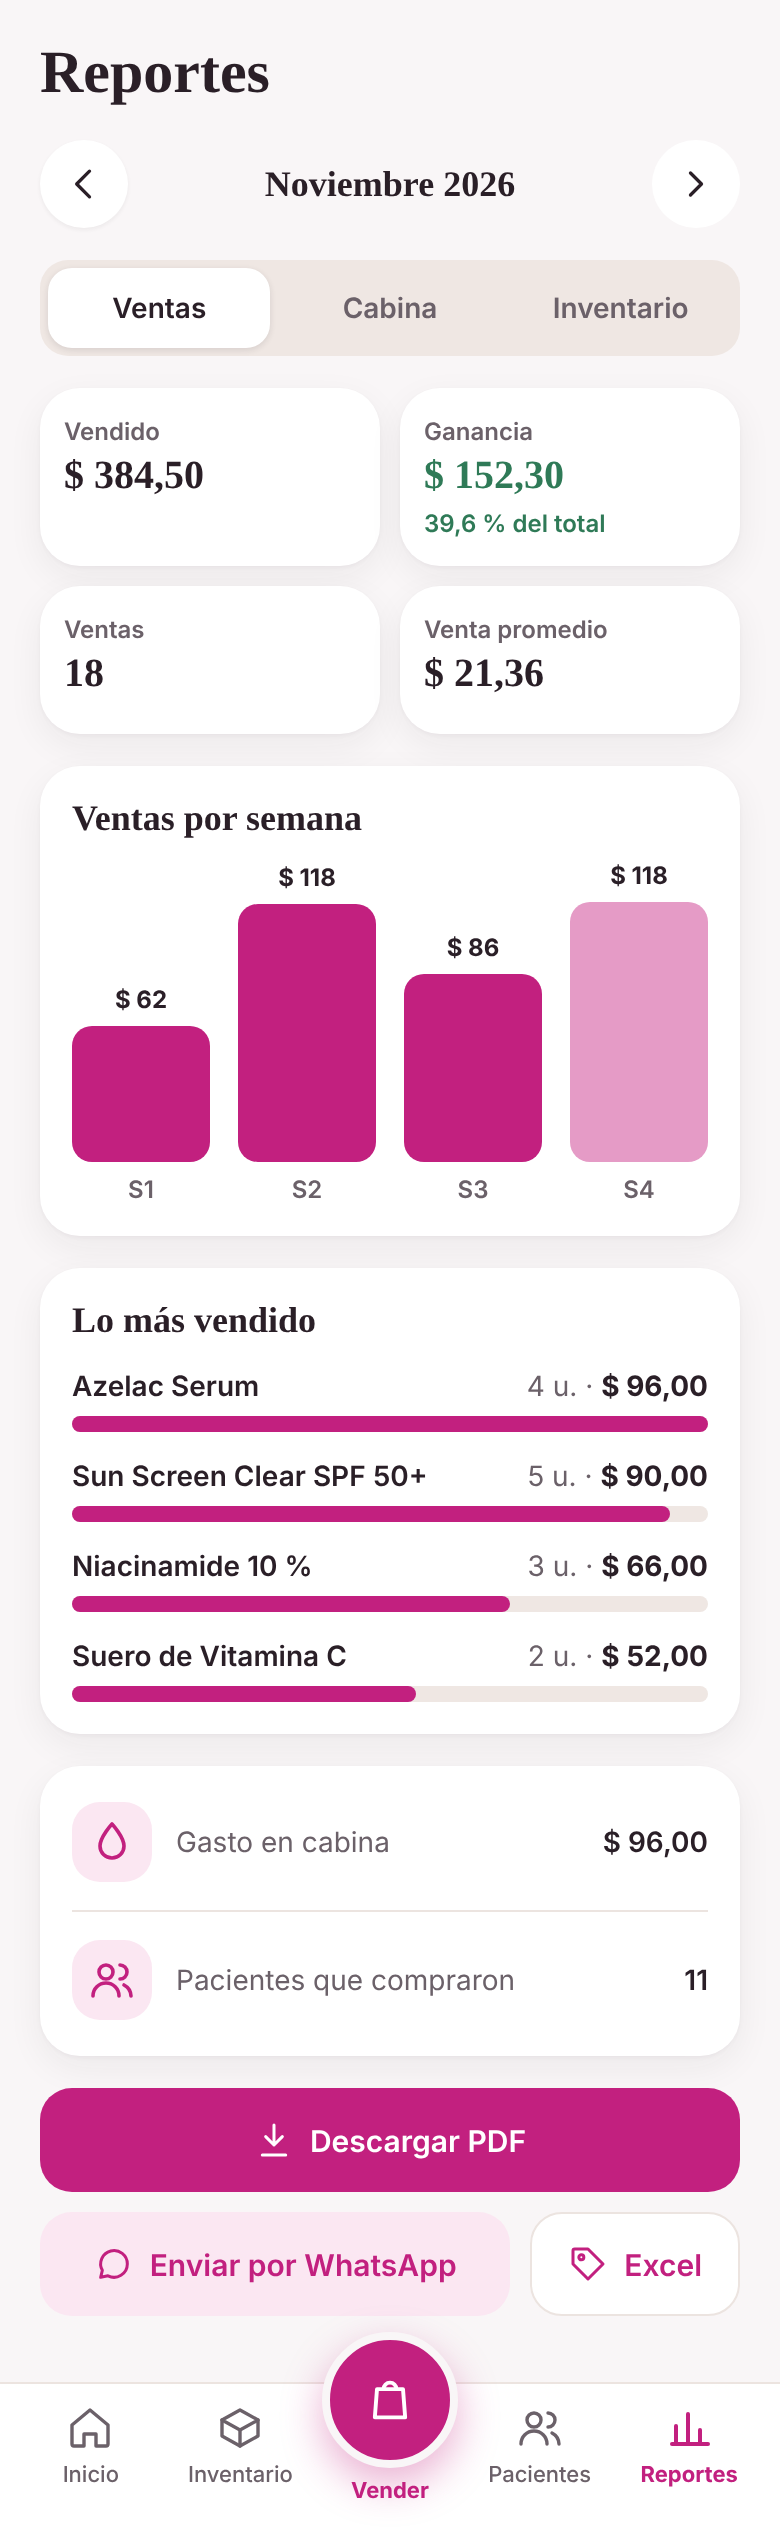 Reportes
Noviembre 2026
Ventas Cabina Inventario
Vendido
$ 384,50
Ganancia
$ 152,30
39,6 % del total
Ventas
18
Venta promedio
$ 21,36
Ventas por semana
$ 62
$ 118
$ 86
$ 118
S1 S2 S3 S4
Lo más vendido
Azelac Serum 4 u. · $ 96,00
Sun Screen Clear SPF 50+ 5 u. · $ 90,00
Niacinamide 10 % 3 u. · $ 66,00
Suero de Vitamina C 2 u. · $ 52,00
Gasto en cabina $ 96,00
Pacientes que compraron 11
Descargar PDF
Enviar por WhatsApp Excel
Inicio Inventario Vender Pacientes Reportes